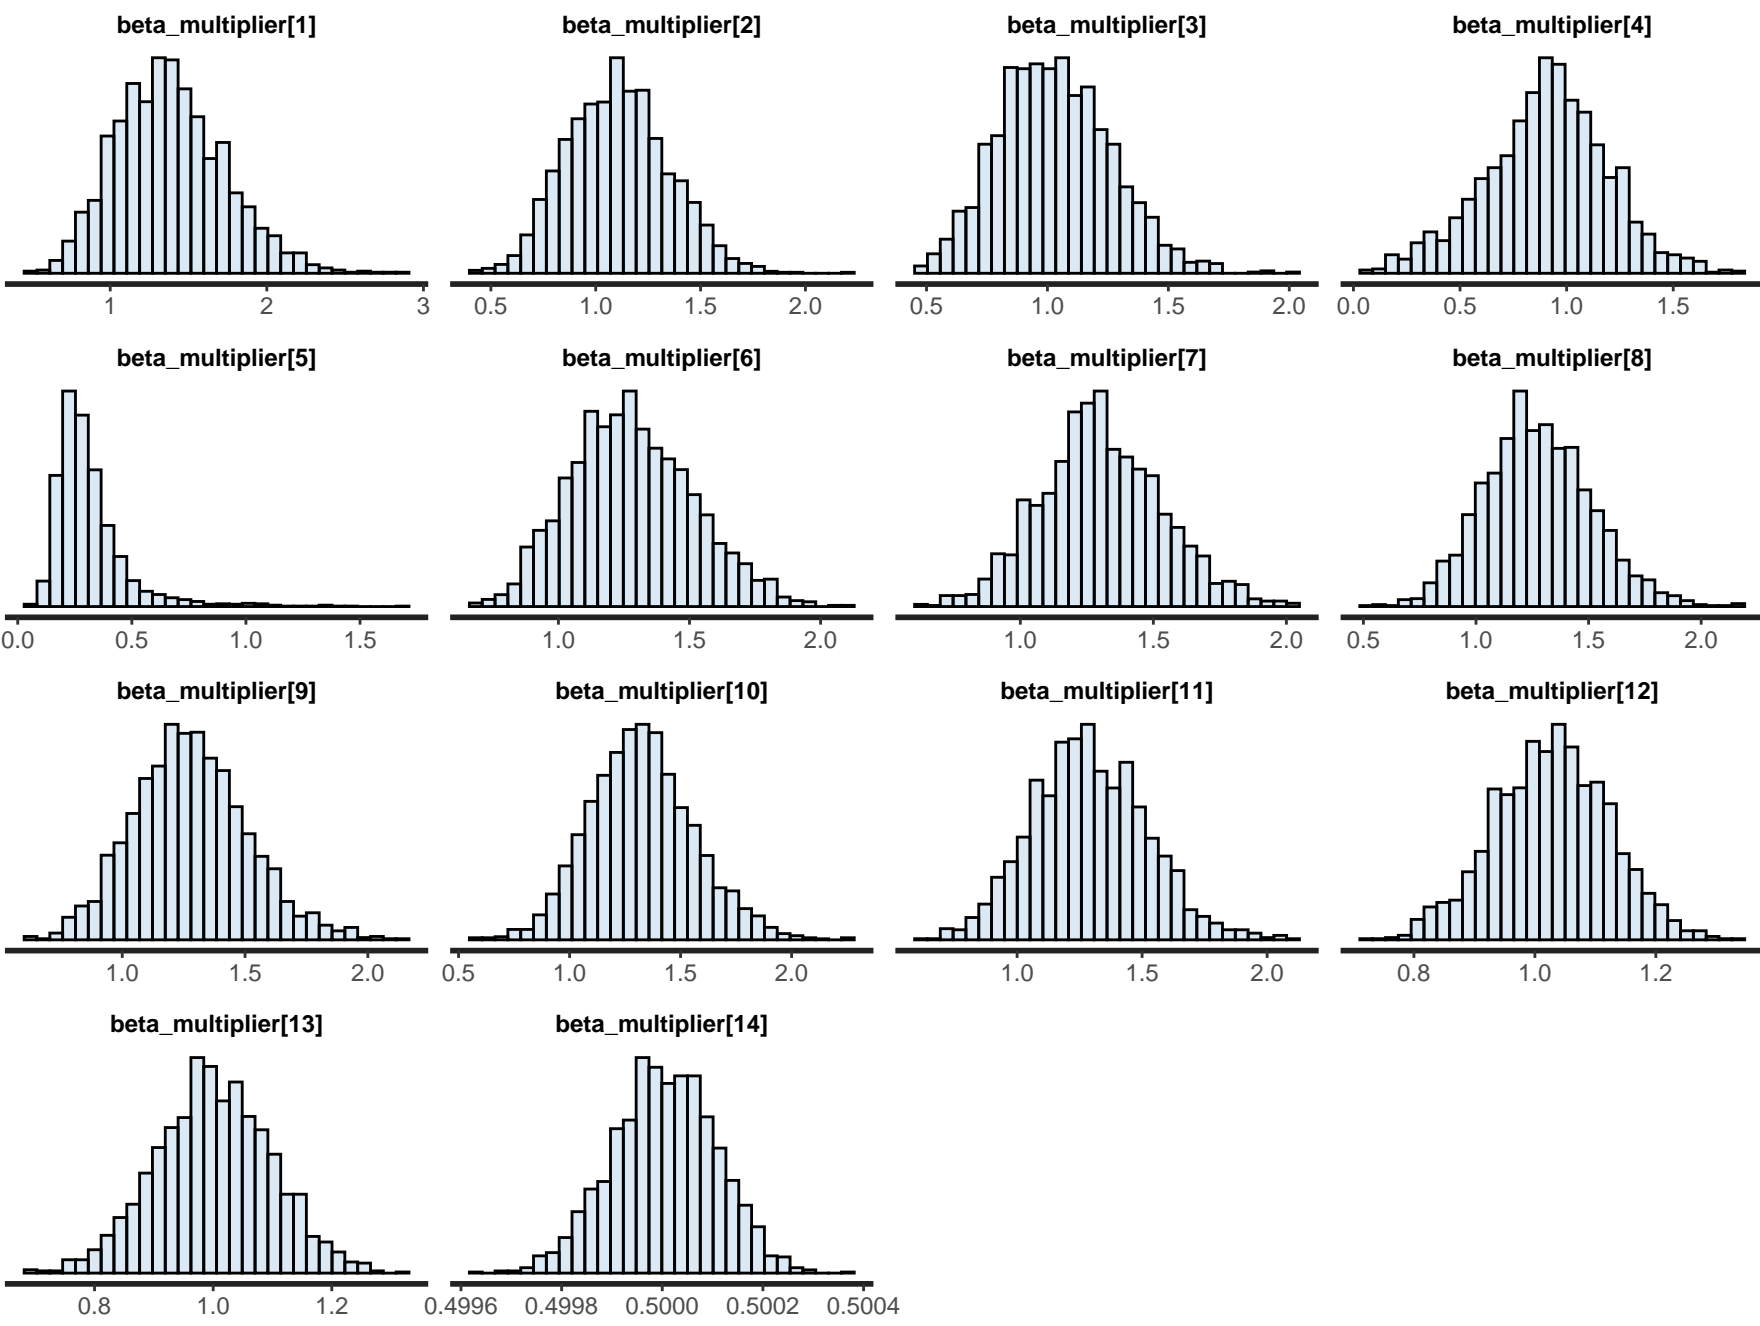 beta_multiplier[1] beta_multiplier[2] beta_multiplier[3] beta_multiplier[4]
1 2 3 0.5 1.0 1.5 2.0 0.5 1.0 1.5 2.0 0.0 0.5 1.0 1.5
beta_multiplier[5] beta_multiplier[6] beta_multiplier[7] beta_multiplier[8]
0.0 0.5 1.0 1.5 1.0 1.5 2.0 1.0 1.5 2.0 0.5 1.0 1.5 2.0
beta_multiplier[9] beta_multiplier[10] beta_multiplier[11] beta_multiplier[12]
1.0 1.5 2.0 0.5 1.0 1.5 2.0 1.0 1.5 2.0 0.8 1.0 1.2
beta_multiplier[13] beta_multiplier[14]
0.8 1.0 1.2 0.4996 0.4998 0.5000 0.5002 0.5004